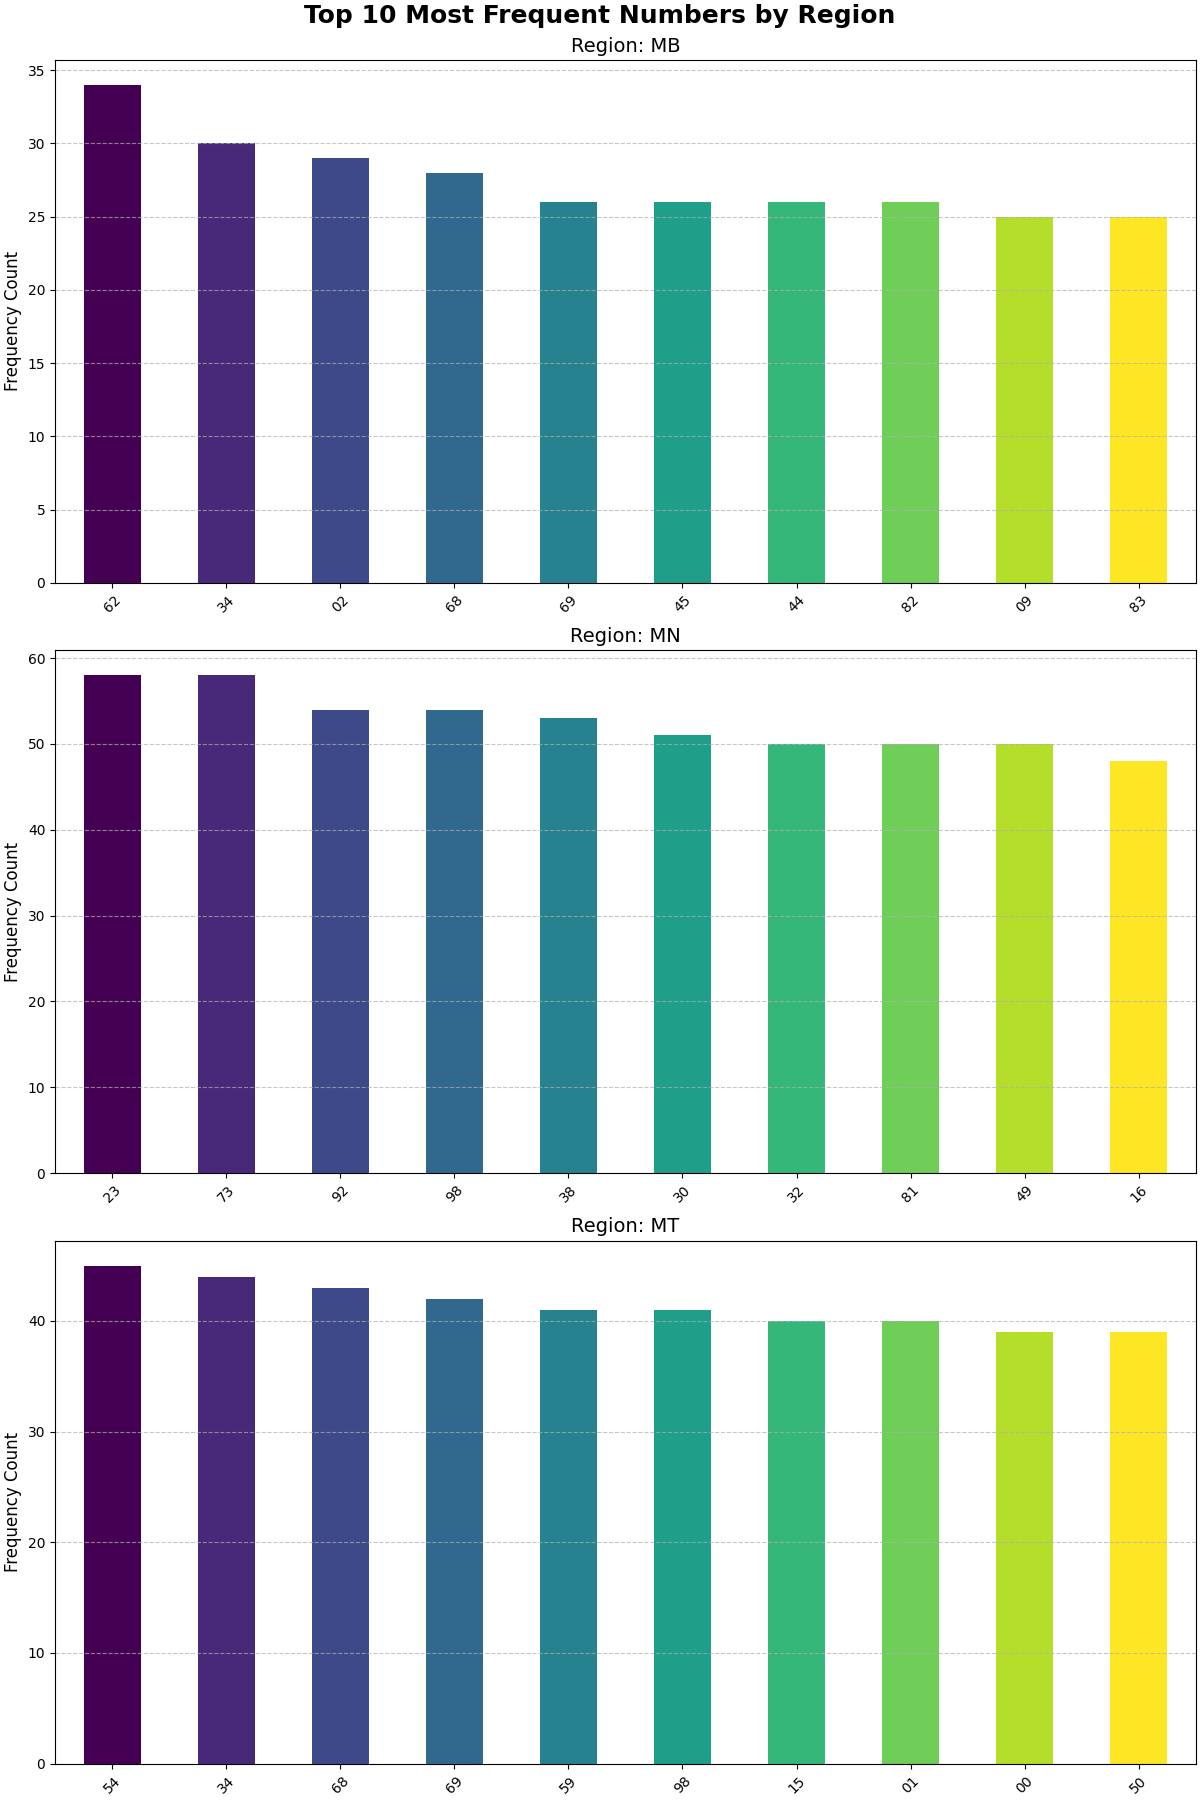 Top 10 Most Frequent Numbers by Region
Region: MB
Frequency Count
35
30
25
20
15
10
5
0
62 34 02 68 69 45 44 82 09 83
Region: MN
Frequency Count
60
50
40
30
20
10
0
23 73 92 98 38 30 32 81 49 16
Region: MT
Frequency Count
40
30
20
10
0
54 34 68 69 59 98 15 01 00 50